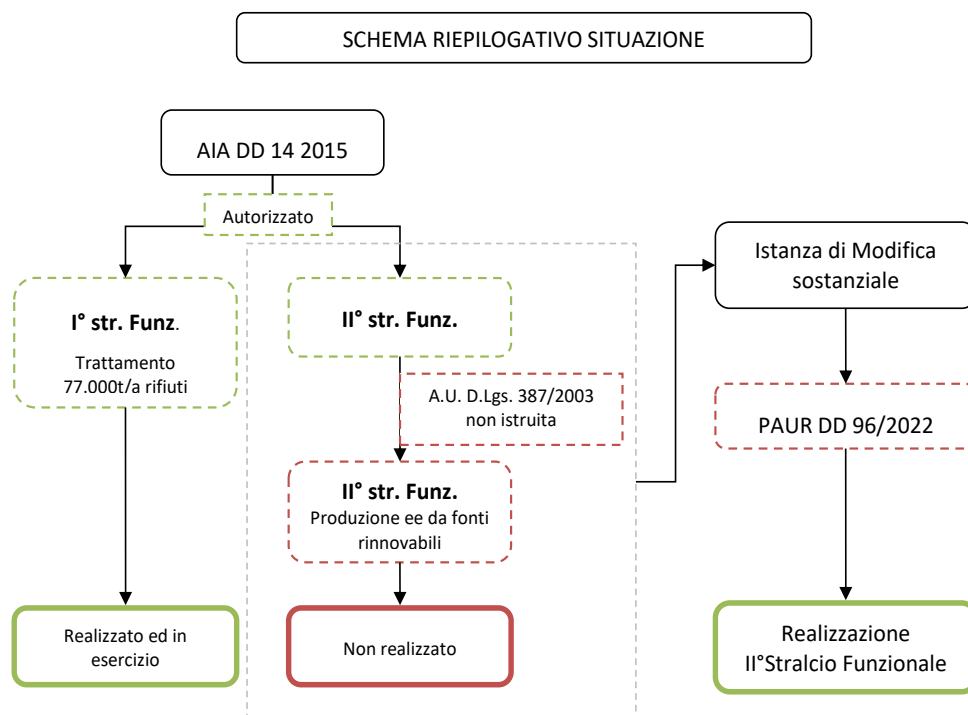 SCHEMA RIEPILOGATIVO SITUAZIONE
AIA DD 14 2015
Autorizzato
I° str. Funz.
Trattamento
77.000t/a rifiuti
II° str. Funz.
A.U. D.Lgs. 387/2003
non istruita
II° str. Funz.
Produzione ee da fonti
rinnovabili
Realizzato ed in
esercizio
Non realizzato
Istanza di Modifica
sostanziale
PAUR DD 96/2022
Realizzazione
II°Stralcio Funzionale